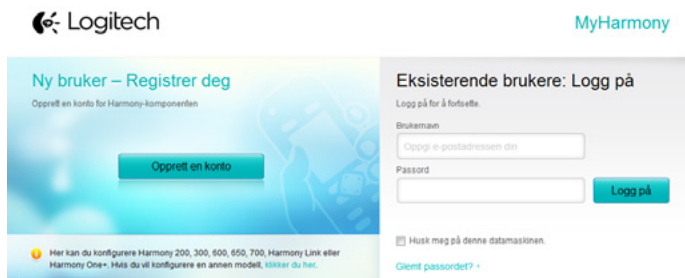 Logitech
MyHarmony
Ny bruker – Registrer deg
Opprett en konto for Harmony-komponenten
Opprett en konto
Her kan du konfigurere Harmony 200, 300, 600, 650, 700, Harmony Link eller
Harmony One+. Hvis du vil konfigurere en annen modell, klikker du her.
Eksisterende brukere: Logg på
Logg på for å fortsette.
Brukernavn
Oppgi e-postadressen din
Passord
Logg på
Husk meg på denne datamaskinen.
Glemt passordet? ›